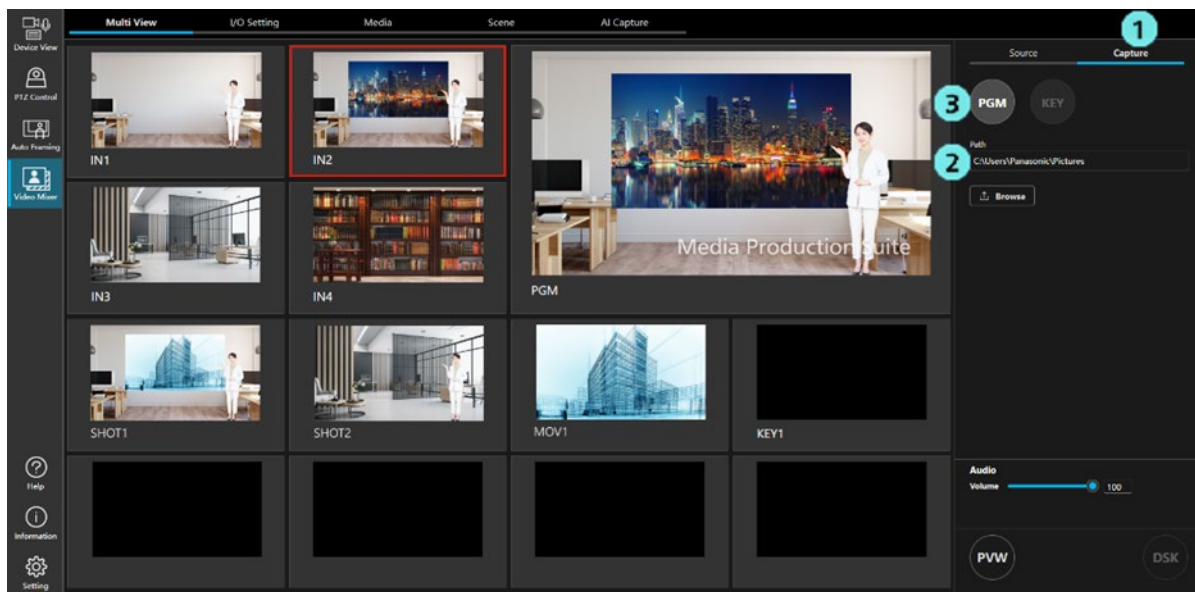 Multi View
I/O Setting
Media
Scene
AI Capture
Device View
PTZ Control
Auto Framing
Video Mixer
Help
Information
Setting
IN1
IN2
Media Production Suite
PGM
IN3
IN4
SHOT1
SHOT2
MOV1
KEY1
1
Source
Capture
3
PGM
KEY
Path
2
C:\Users\Panasonic\Pictures
Browse
Audio
Volume
100
PVW
DSK